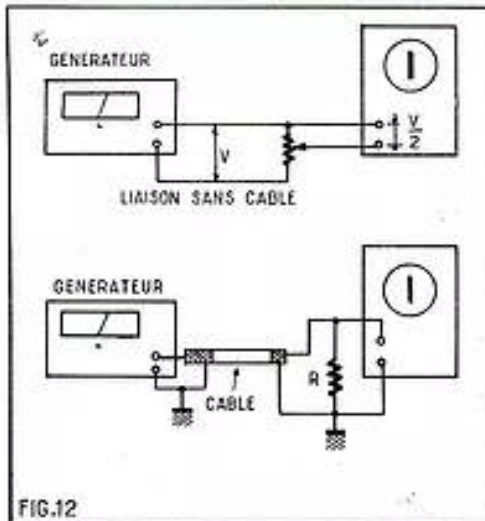 GENERATEUR
V
V
2
LIAISON SANS CABLE
GENERATEUR
CABLE
R
FIG.12